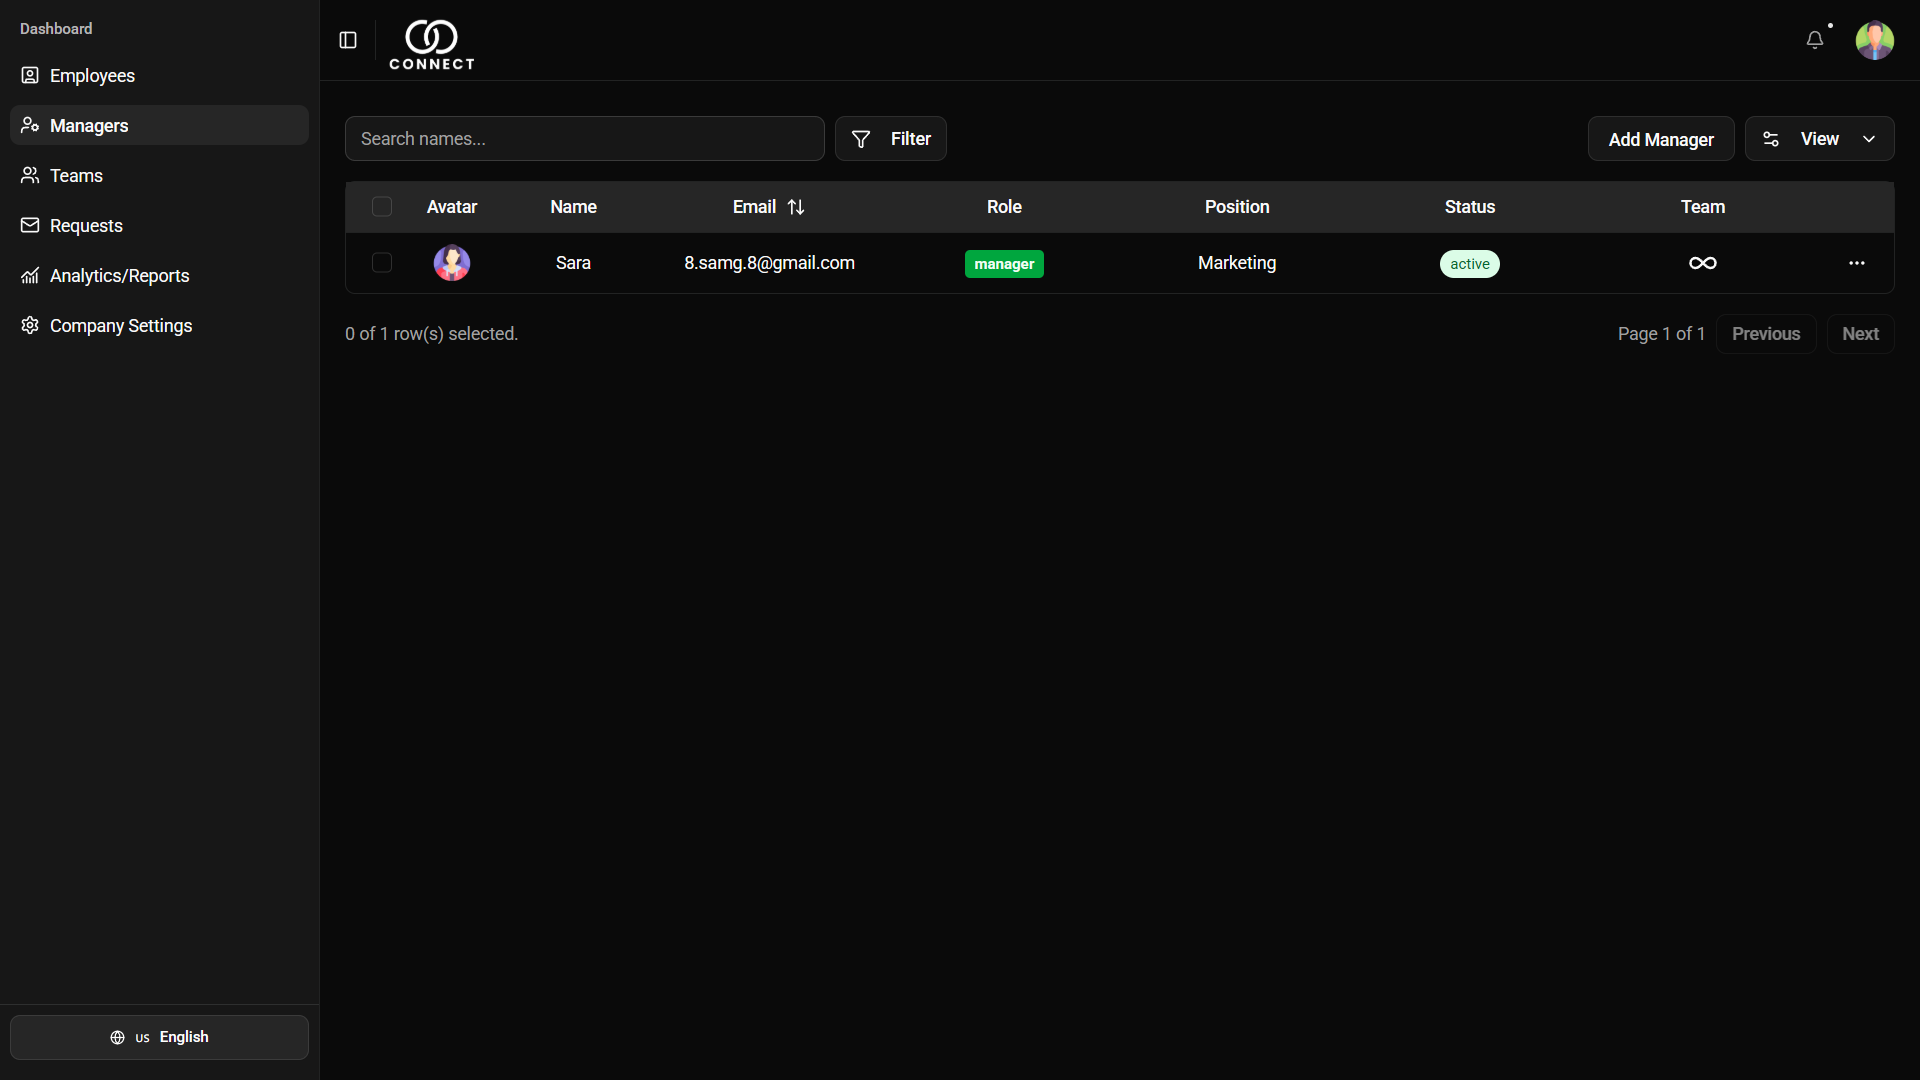 Dashboard
Employees
Managers
Teams
Requests
Analytics/Reports
Company Settings
us English
CONNECT
Search names...
Filter
Add Manager
View
Avatar Name Email Role Position Status Team
Sara 8.samg.8@gmail.com manager Marketing active
0 of 1 row(s) selected.
Page 1 of 1 Previous Next